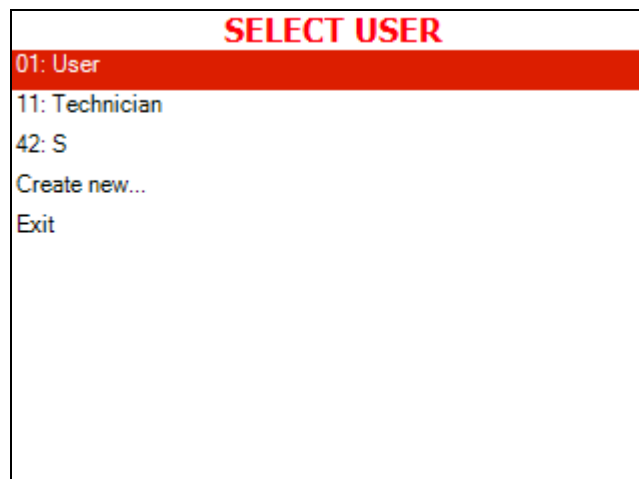 SELECT USER
01: User
11: Technician
42: S
Create new...
Exit